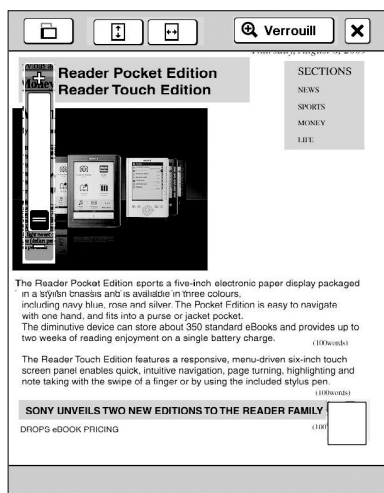 Verrouill
Thursday, August 6, 2009
Reader Pocket Edition
Reader Touch Edition
SECTIONS
NEWS
SPORTS
MONEY
LIFE
Money
The Reader Pocket Edition sports a five-inch electronic paper display packaged
in a stylish chassis and is available in three colours,
including navy blue, rose and silver. The Pocket Edition is easy to navigate
with one hand, and fits into a purse or jacket pocket.
The diminutive device can store about 350 standard eBooks and provides up to
two weeks of reading enjoyment on a single battery charge.
(100words)
The Reader Touch Edition features a responsive, menu-driven six-inch touch
screen panel enables quick, intuitive navigation, page turning, highlighting and
note taking with the swipe of a finger or by using the included stylus pen.
(100words)
SONY UNVEILS TWO NEW EDITIONS TO THE READER FAMILY
DROPS eBOOK PRICING
(100